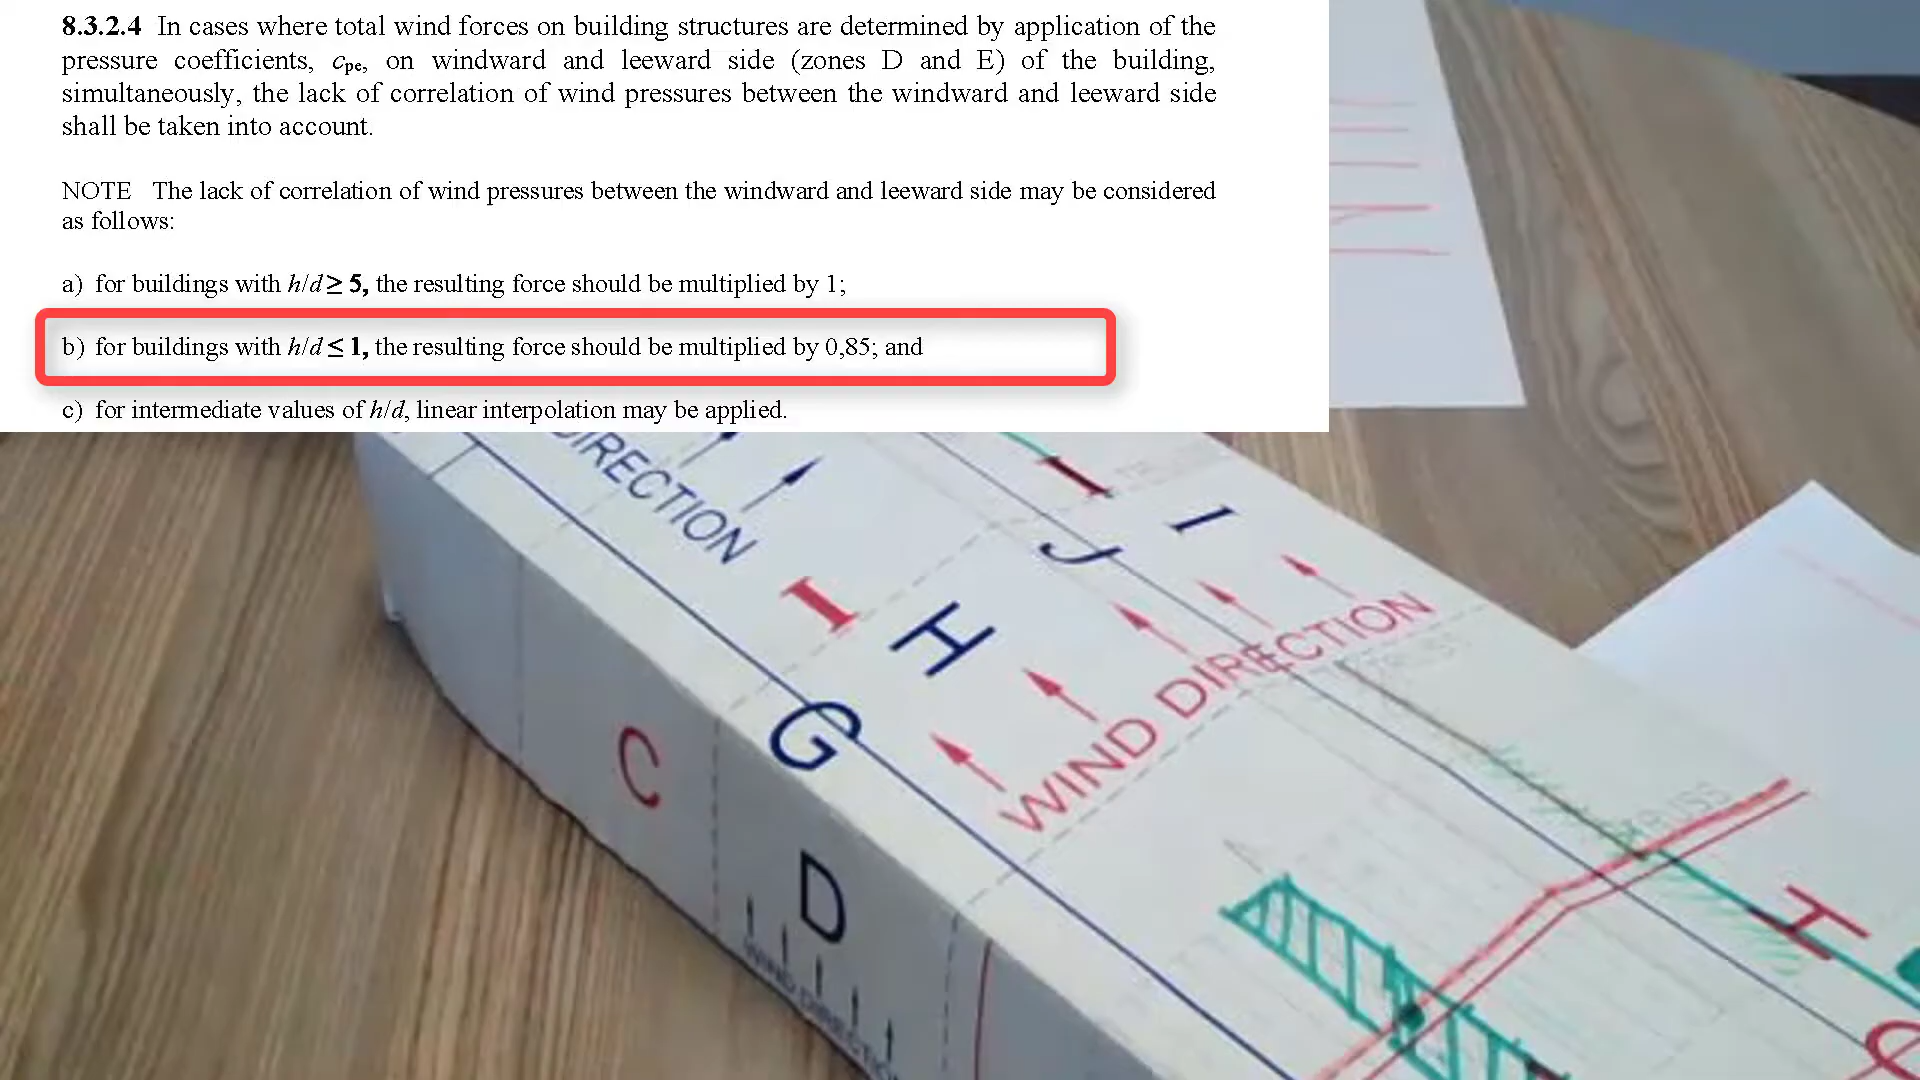 8.3.2.4 In cases where total wind forces on building structures are determined by application of the
pressure coefficients, cpe, on windward and leeward side (zones D and E) of the building,
simultaneously, the lack of correlation of wind pressures between the windward and leeward side
shall be taken into account.
NOTE The lack of correlation of wind pressures between the windward and leeward side may be considered
as follows:
a) for buildings with h/d ≥ 5, the resulting force should be multiplied by 1;
b) for buildings with h/d ≤ 1, the resulting force should be multiplied by 0,85; and
c) for intermediate values of h/d, linear interpolation may be applied.
DIRECTION
I
I
J
I
H
G
WIND DIRECTION
TRUSS
TRUSS
C
D
WIND DIRECTION
H